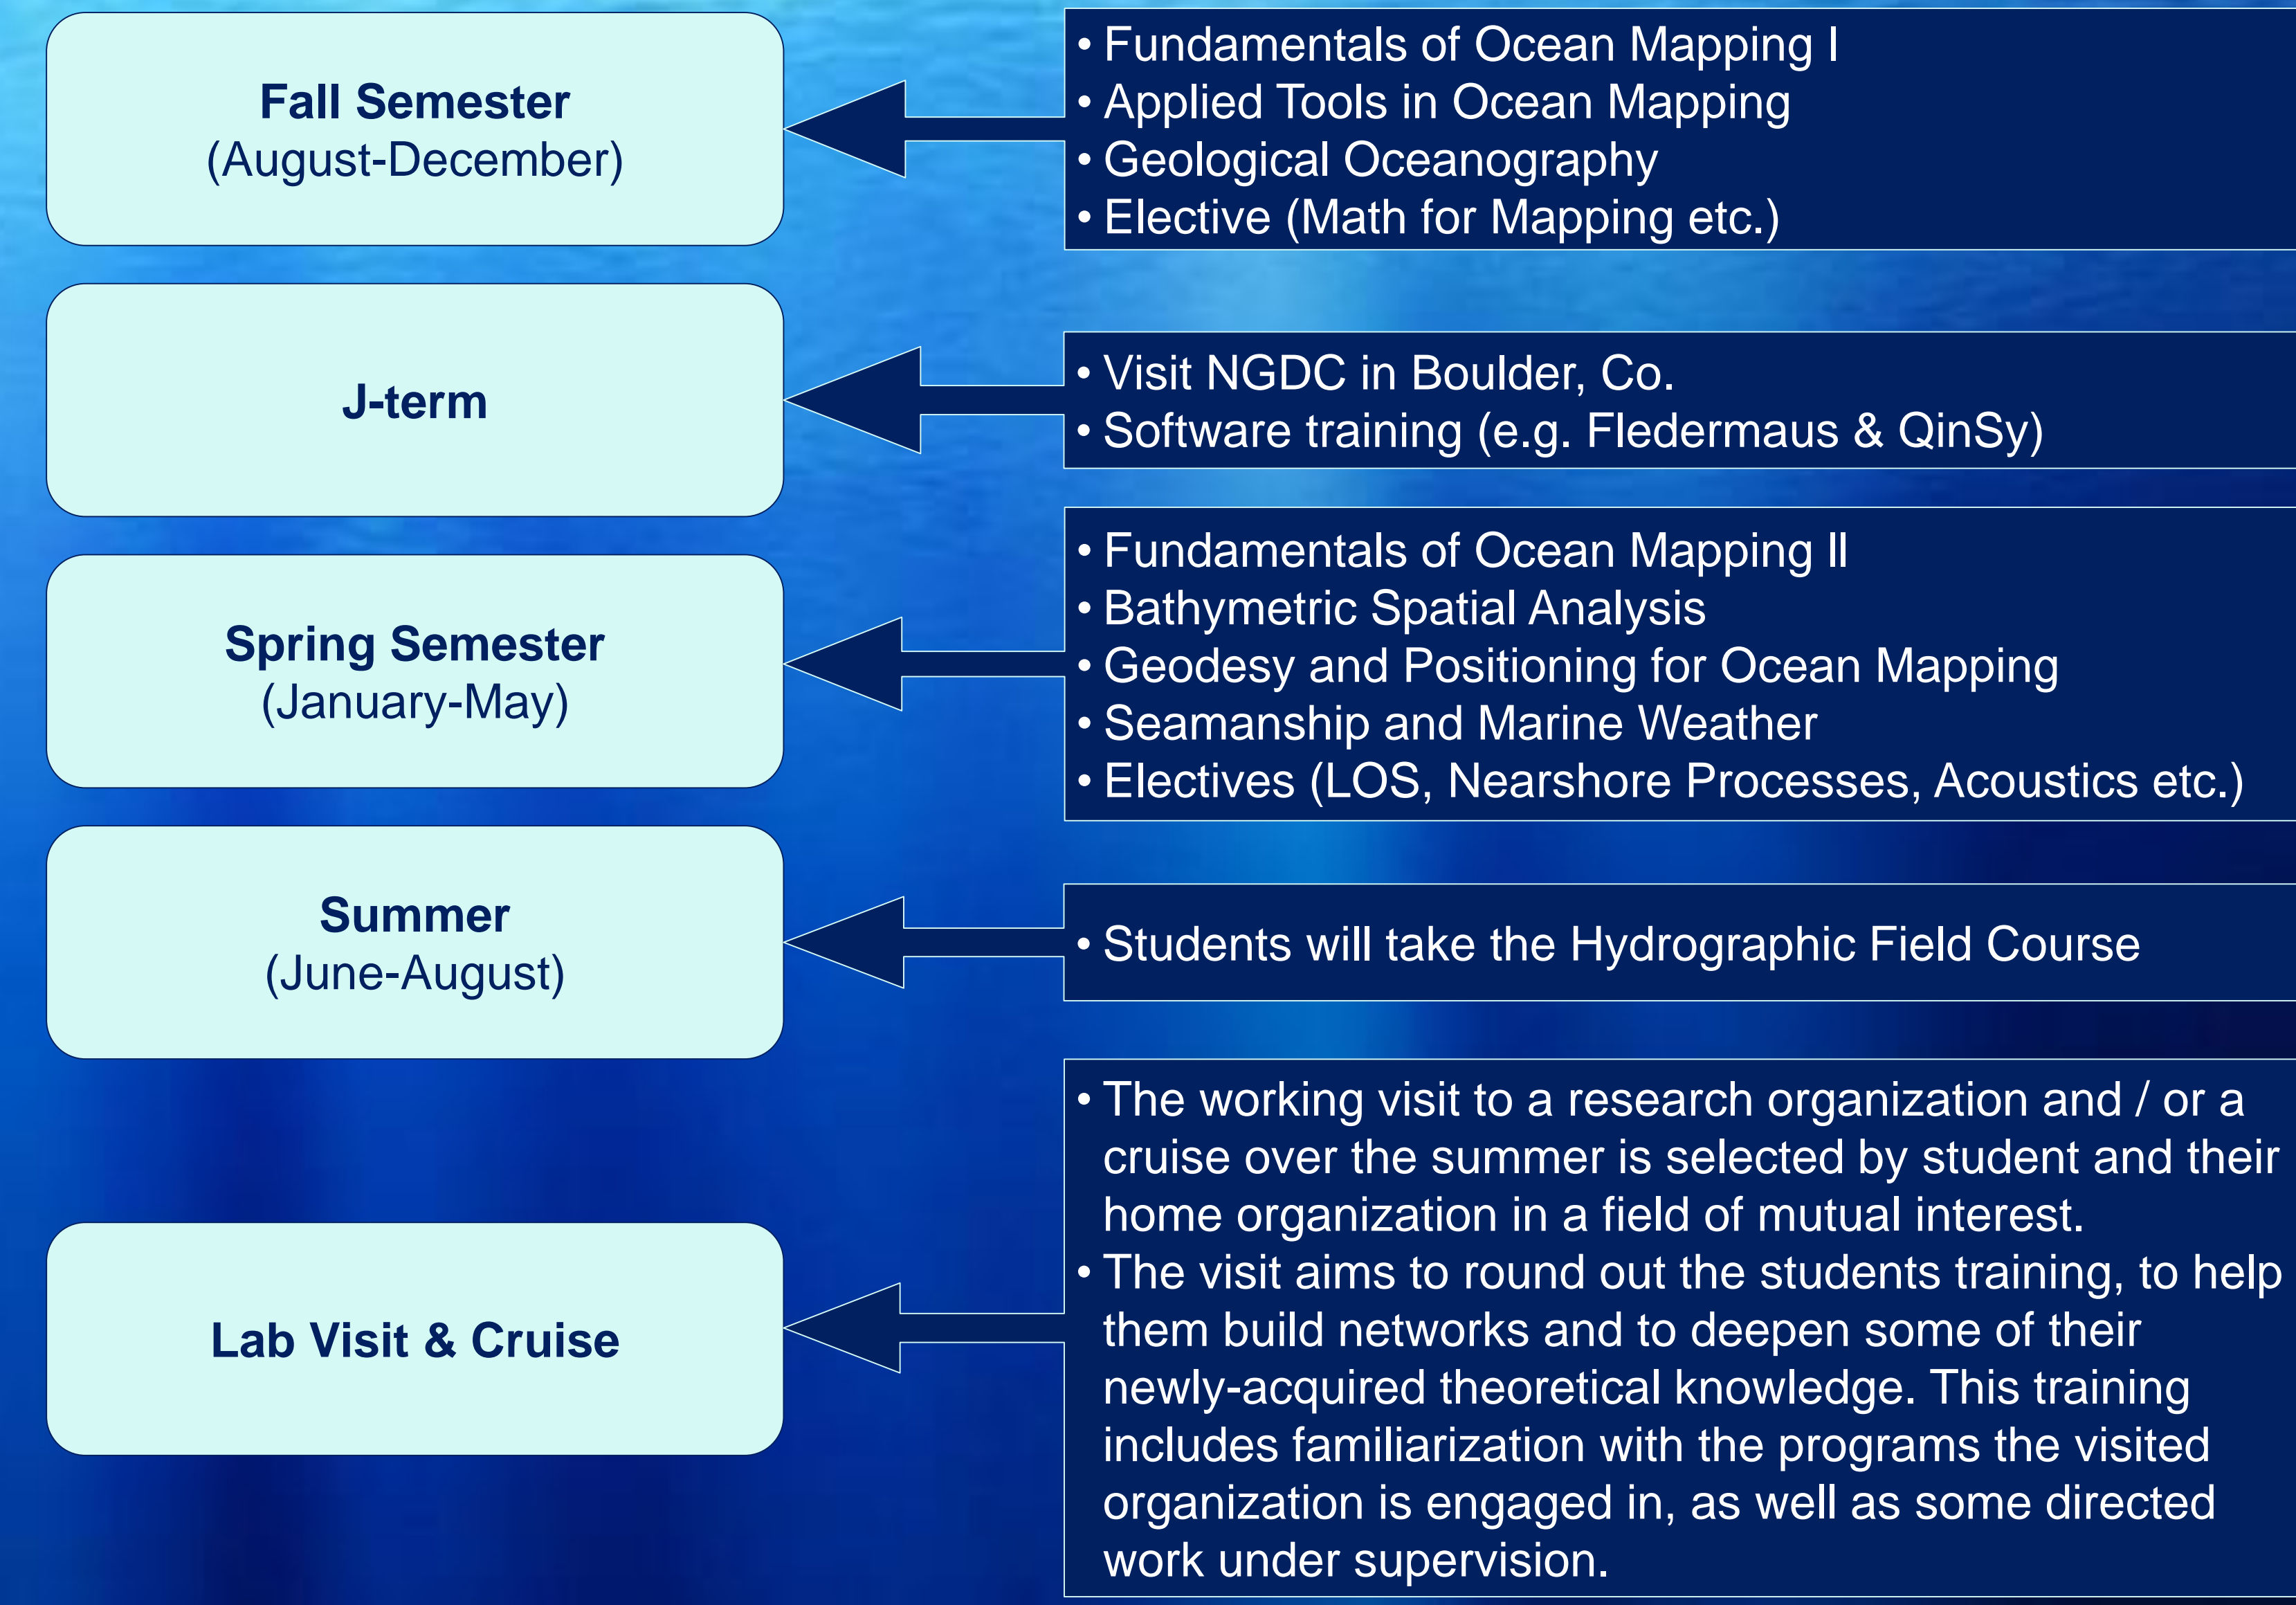 Fall Semester
(August-December)
• Fundamentals of Ocean Mapping I
• Applied Tools in Ocean Mapping
• Geological Oceanography
• Elective (Math for Mapping etc.)
J-term
• Visit NGDC in Boulder, Co.
• Software training (e.g. Fledermaus & QinSy)
Spring Semester
(January-May)
• Fundamentals of Ocean Mapping II
• Bathymetric Spatial Analysis
• Geodesy and Positioning for Ocean Mapping
• Seamanship and Marine Weather
• Electives (LOS, Nearshore Processes, Acoustics etc.)
Summer
(June-August)
• Students will take the Hydrographic Field Course
Lab Visit & Cruise
• The working visit to a research organization and / or a
cruise over the summer is selected by student and their
home organization in a field of mutual interest.
• The visit aims to round out the students training, to help
them build networks and to deepen some of their
newly-acquired theoretical knowledge. This training
includes familiarization with the programs the visited
organization is engaged in, as well as some directed
work under supervision.